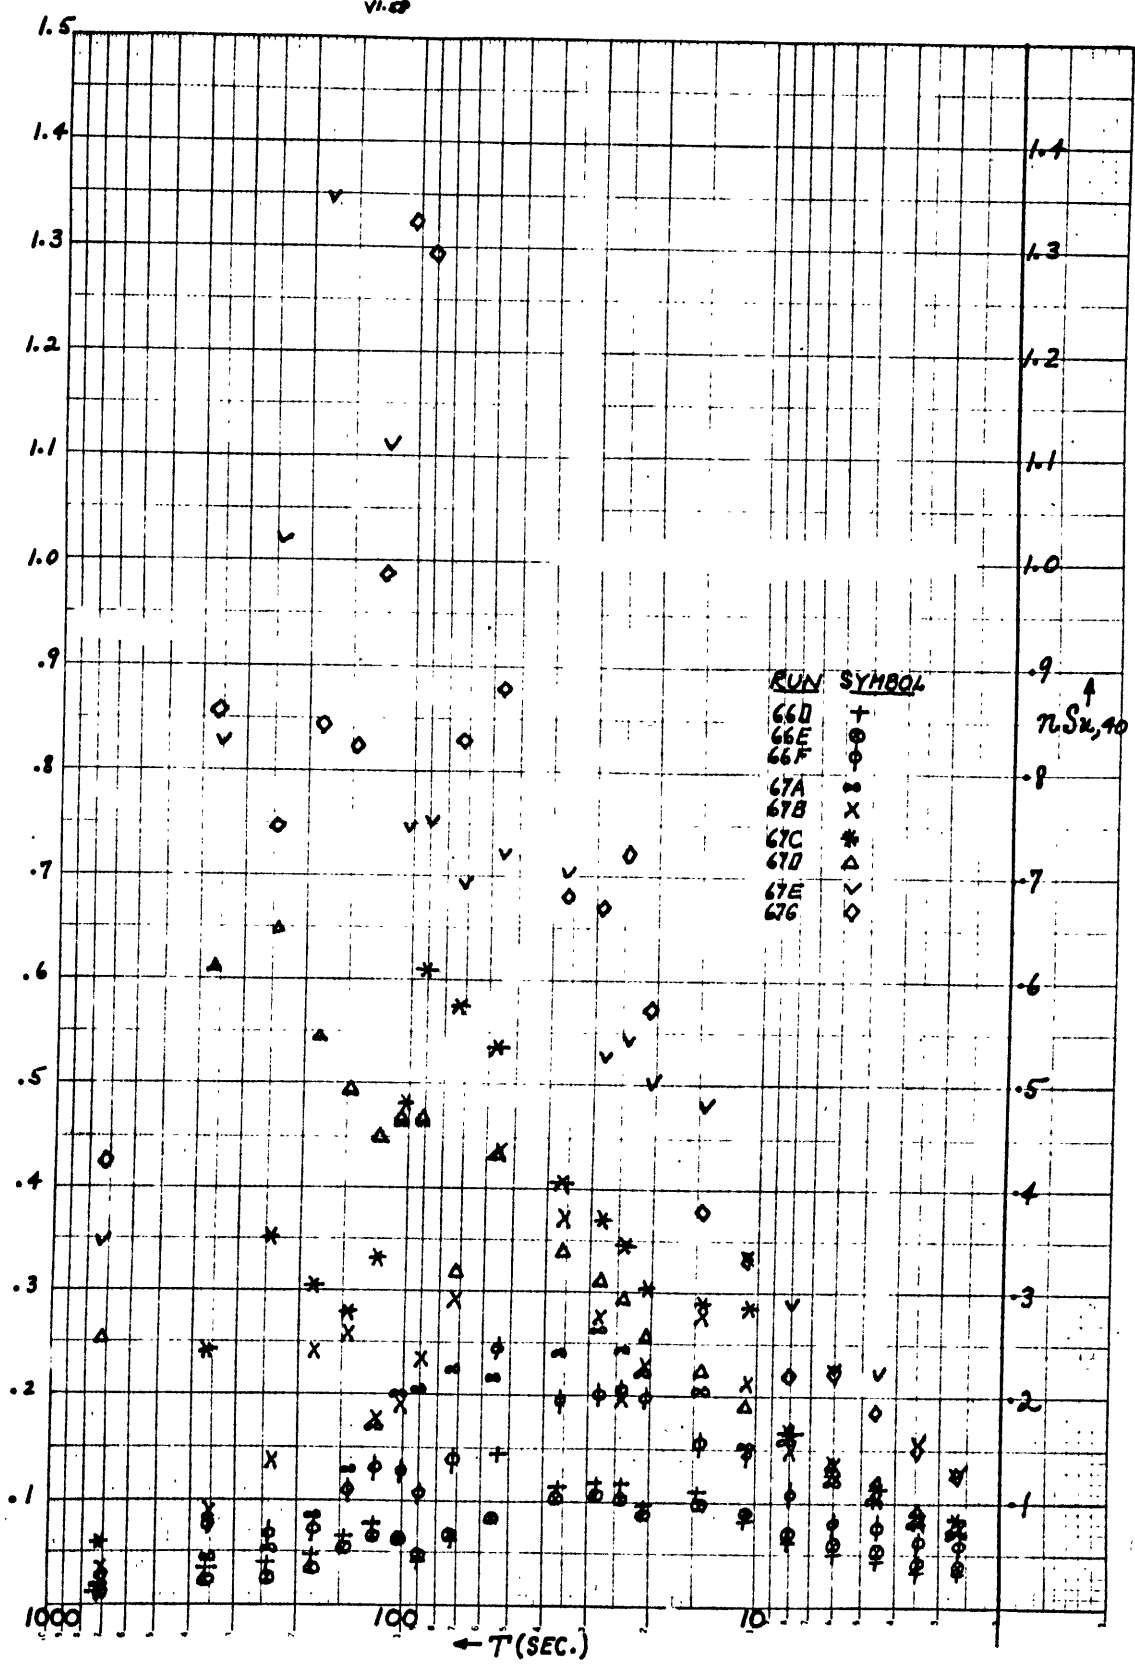 VI.50
1.5
1.4
1.3
1.2
1.1
1.0
.9
.8
.7
.6
.5
.4
.3
.2
.1
1.4
1.3
1.2
1.1
1.0
.9
nSu,40
.8
.7
.6
.5
.4
.3
.2
.1
RUN SYMBOL
66D +
66E ⊗
66F ϕ
67A ∞
67B X
67C *
67D △
67E ∨
67G ◇
1000 100 10
← T (SEC.)